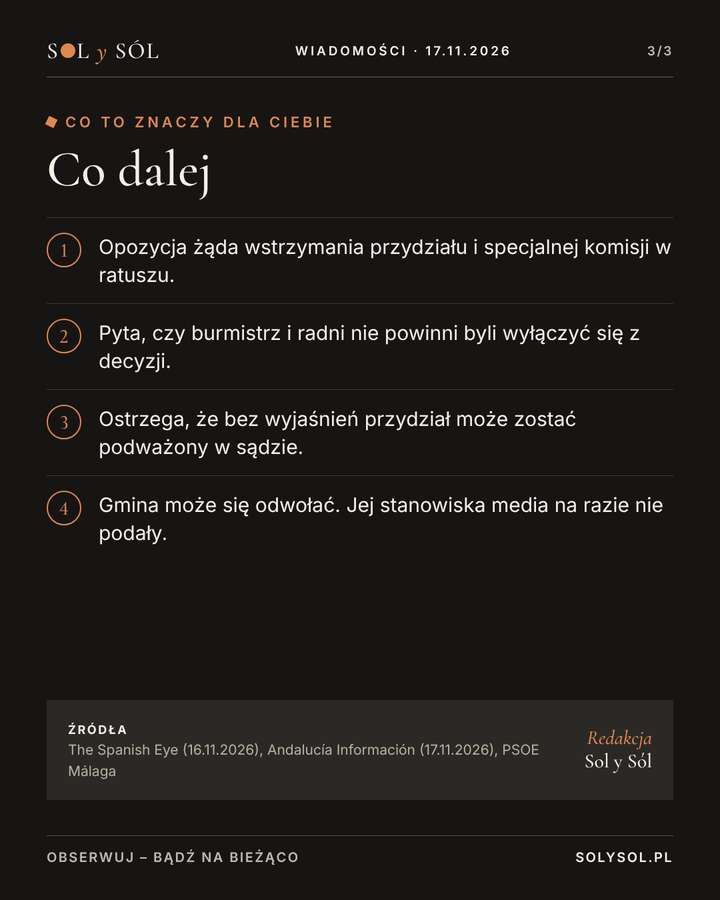 SOL y SÓL
WIADOMOŚCI · 17.11.2026
3/3
CO TO ZNACZY DLA CIEBIE
Co dalej
1 Opozycja żąda wstrzymania przydziału i specjalnej komisji w
ratuszu.
2 Pyta, czy burmistrz i radni nie powinni byli wyłączyć się z
decyzji.
3 Ostrzega, że bez wyjaśnień przydział może zostać
podważony w sądzie.
4 Gmina może się odwołać. Jej stanowiska media na razie nie
podały.
ŹRÓDŁA
The Spanish Eye (16.11.2026), Andalucía Información (17.11.2026), PSOE
Málaga
Redakcja
Sol y Sól
OBSERWUJ – BĄDŹ NA BIEŻĄCO
SOLYSOL.PL